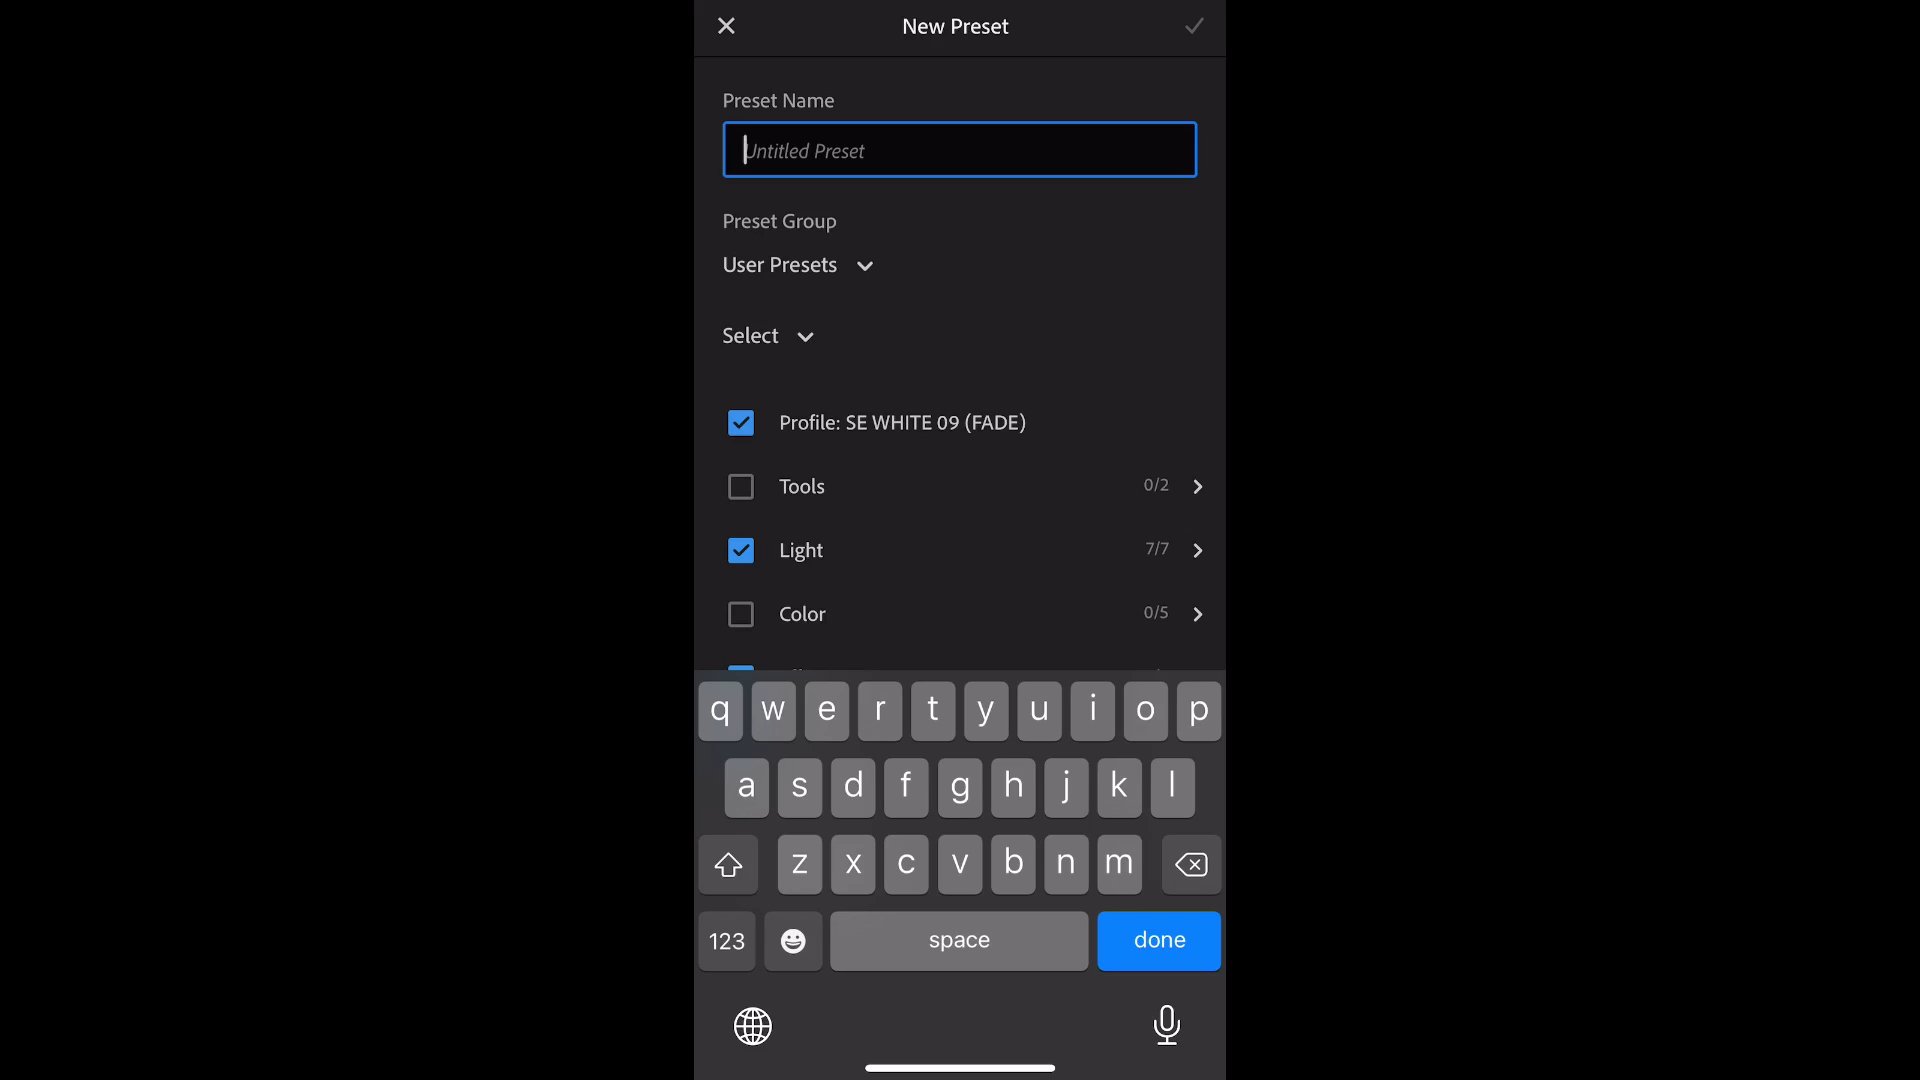 New Preset
Preset Name
Untitled Preset
Preset Group
User Presets
Select
Profile: SE WHITE 09 (FADE)
Tools 0/2
Light 7/7
Color 0/5
q w e r t y u i o p
a s d f g h j k l
z x c v b n m
123 space done